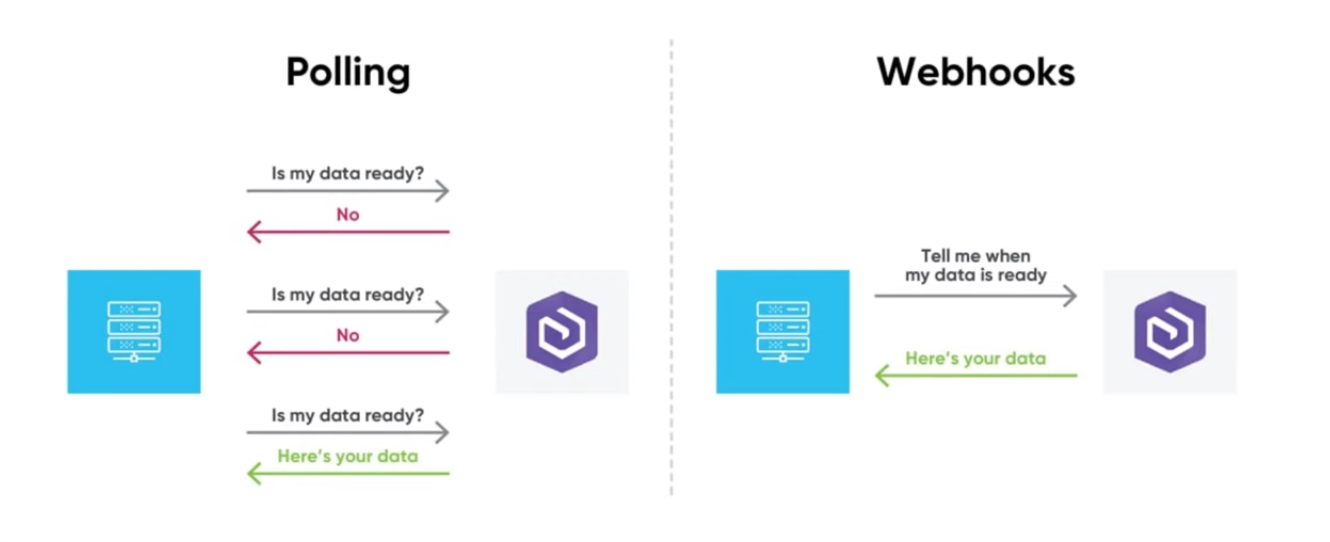 Polling
Is my data ready?
No
Is my data ready?
No
Is my data ready?
Here's your data
Webhooks
Tell me when
my data is ready
Here's your data